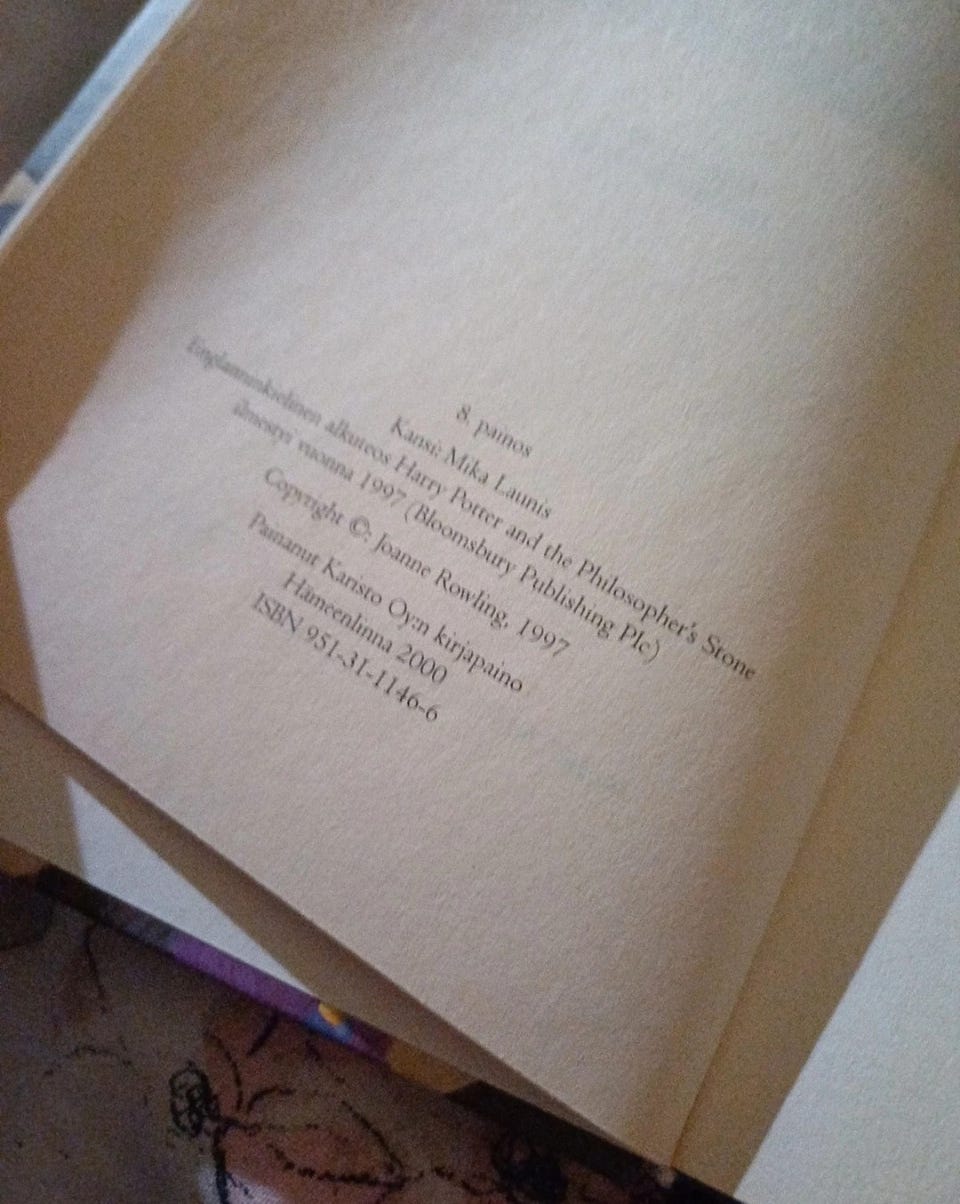 8. painos
Kansi: Mika Launis
Englanninkielinen alkuteos Harry Potter and the Philosopher's Stone
ilmestyi vuonna 1997 (Bloomsbury Publishing Plc)
Copyright ©: Joanne Rowling, 1997
Painanut Karisto Oy:n kirjapaino
Hämeenlinna 2000
ISBN 951-31-1146-6